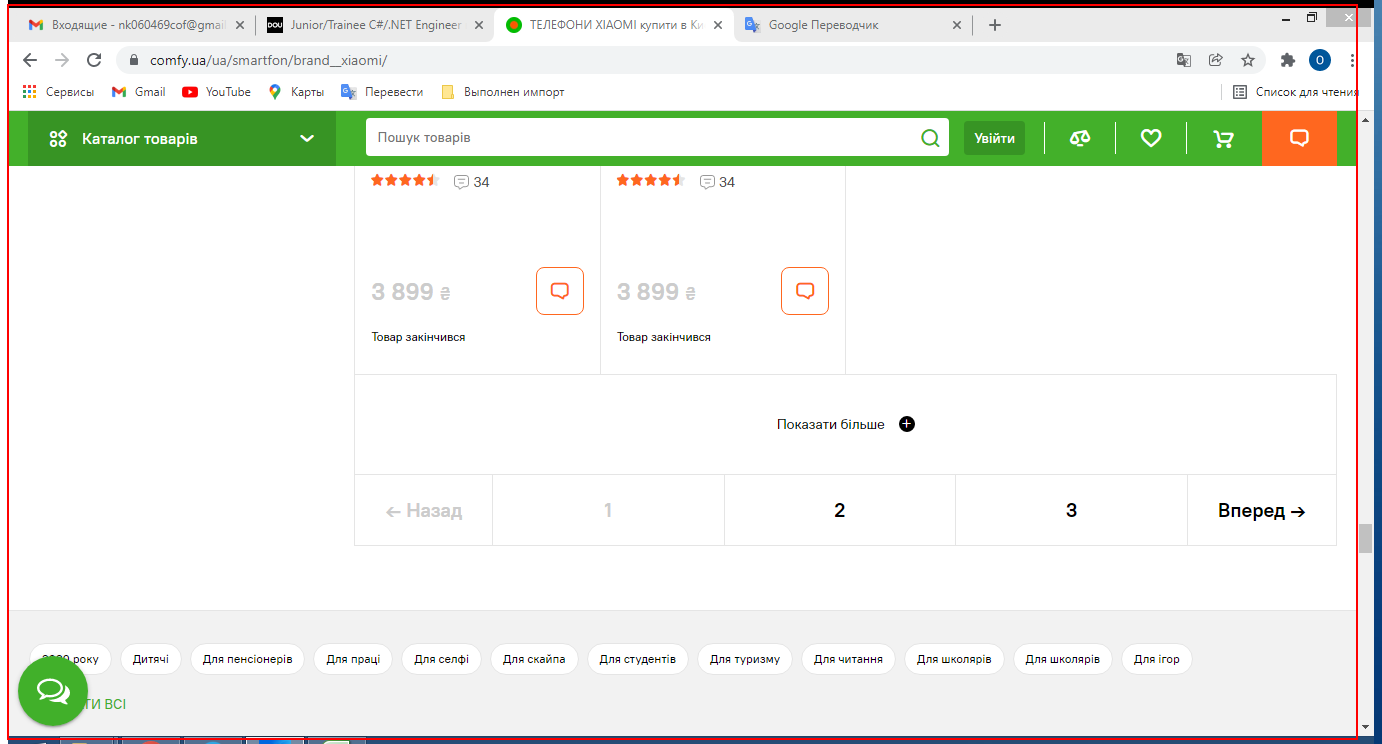 Входящие - nk060469cof@gmai
DOU Junior/Trainee C#/.NET Engineer
ТЕЛЕФОНИ XIAOMI купити в Ки
Google Переводчик
comfy.ua/ua/smartfon/brand__xiaomi/
О
Сервисы Gmail YouTube Карты Перевести Выполнен импорт Список для чтения
Каталог товарів Пошук товарів Увійти
34 34
3 899 ₴ 3 899 ₴
Товар закінчився Товар закінчився
Показати більше
← Назад 1 2 3 Вперед →
року Дитячі Для пенсіонерів Для праці Для селфі Для скайпа Для студентів Для туризму Для читання Для школярів Для школярів Для ігор
ТИ ВСІ